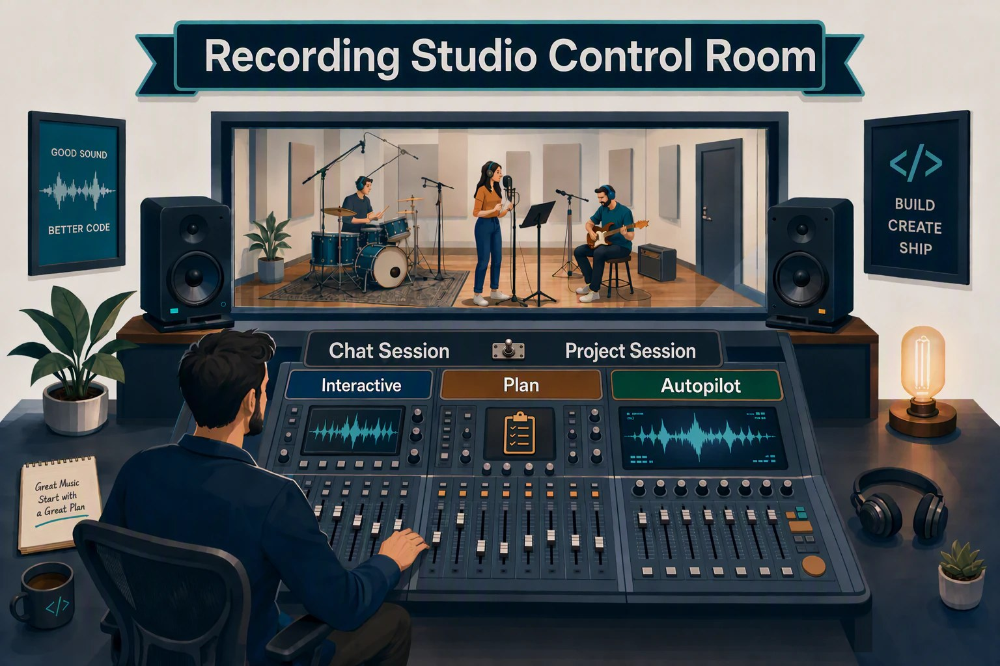 Recording Studio Control Room
GOOD SOUND
BETTER CODE
</>
BUILD
CREATE
SHIP
Chat Session
Project Session
Interactive
Plan
Autopilot
Great Music
Start with
a Great Plan
</>